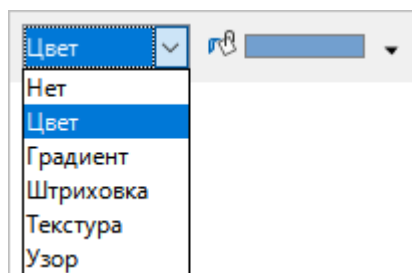 Цвет
Нет
Цвет
Градиент
Штриховка
Текстура
Узор